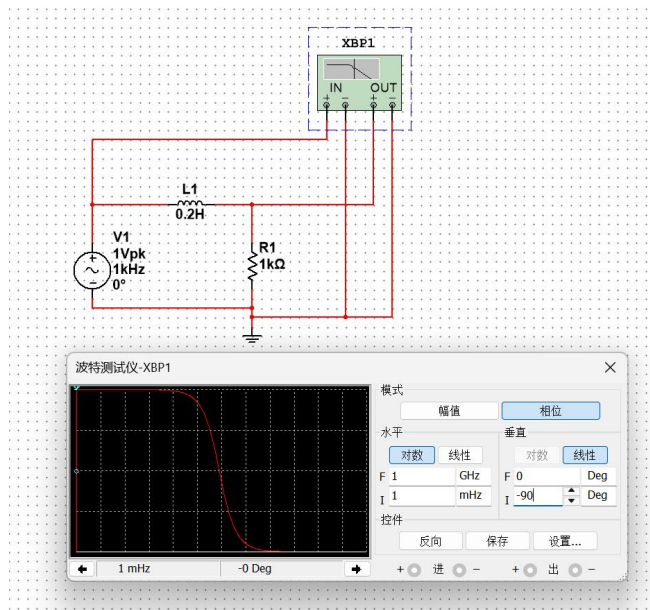 XBP1
IN OUT
+ − + −
L1
0.2H
V1
1Vpk
1kHz
0°
R1
1kΩ
波特测试仪-XBP1
模式
幅值 相位
水平 垂直
对数 线性 对数 线性
F 1 GHz F 0 Deg
I 1 mHz I -90 Deg
控件
反向 保存 设置...
1 mHz -0 Deg + 进 − + 出 −